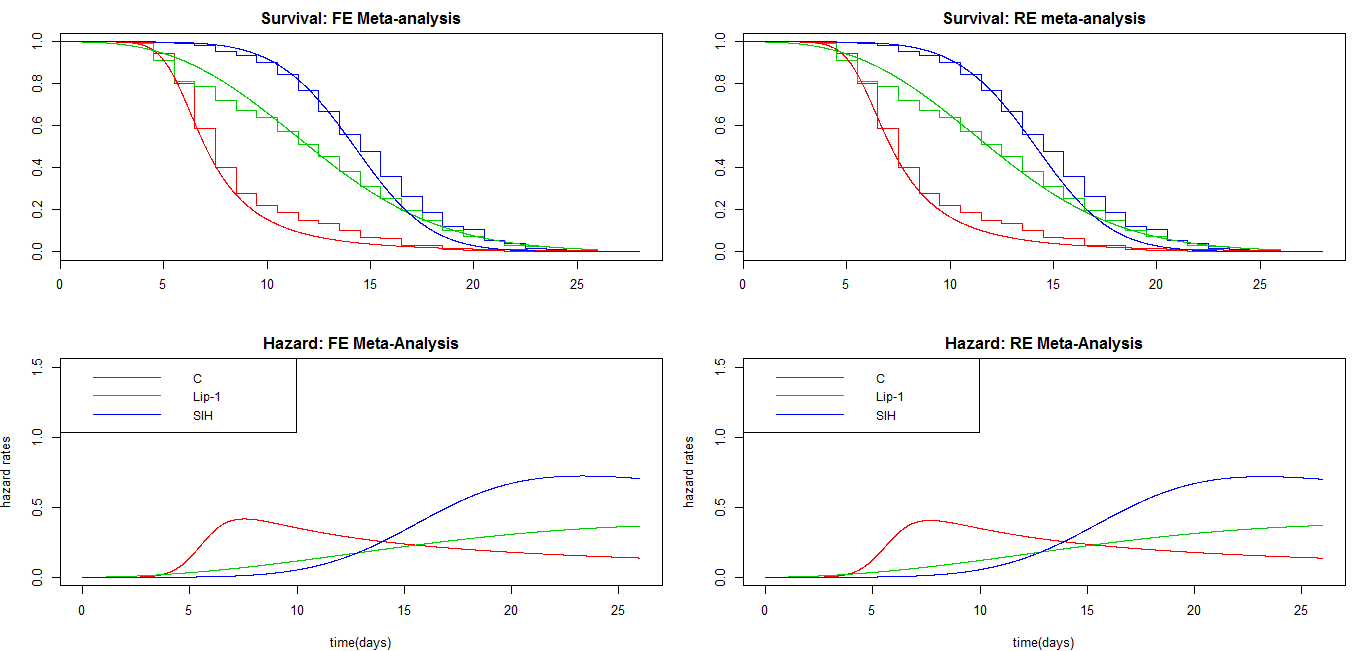 Survival: FE Meta-analysis
1.0
0.8
0.6
0.4
0.2
0.0
0 5 10 15 20 25
Survival: RE meta-analysis
1.0
0.8
0.6
0.4
0.2
0.0
0 5 10 15 20 25
Hazard: FE Meta-Analysis
hazard rates
1.5
1.0
0.5
0.0
C
Lip-1
SIH
0 5 10 15 20 25
time(days)
Hazard: RE Meta-Analysis
hazard rates
1.5
1.0
0.5
0.0
C
Lip-1
SIH
0 5 10 15 20 25
time(days)